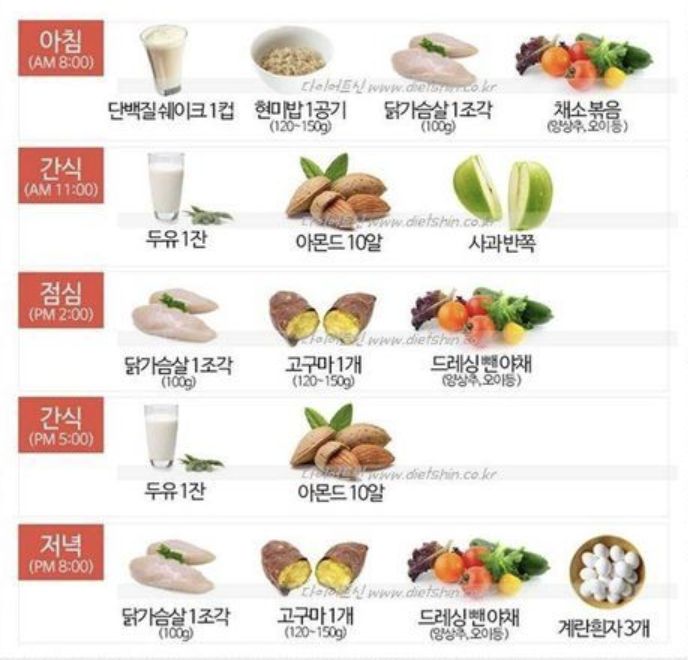 아침
(AM 8:00)
다이어트신 www.dietshin.co.kr
단백질 쉐이크 1컵 현미밥 1공기 닭가슴살 1조각 채소 볶음
(120~150g) (100g) (양상추, 오이 등)
간식
(AM 11:00)
다이어트신 www.dietshin.co.kr
두유 1잔 아몬드 10알 사과 반쪽
점심
(PM 2:00)
다이어트신 www.dietshin.co.kr
닭가슴살 1조각 고구마 1개 드레싱 뺀 야채
(100g) (120~150g) (양상추, 오이등)
간식
(PM 5:00)
다이어트신 www.dietshin.co.kr
두유 1잔 아몬드 10알
저녁
(PM 8:00)
다이어트신 www.dietshin.co.kr
닭가슴살 1조각 고구마 1개 드레싱 뺀 야채 계란흰자 3개
(100g) (120~150g) (양상추, 오이등)